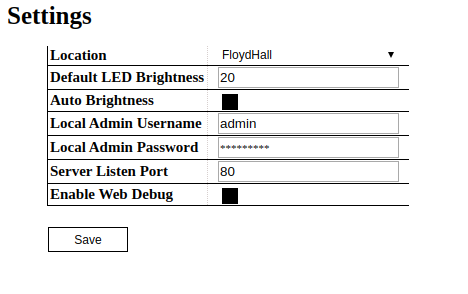 Settings
Location FloydHall
Default LED Brightness 20
Auto Brightness
Local Admin Username admin
Local Admin Password *********
Server Listen Port 80
Enable Web Debug
Save